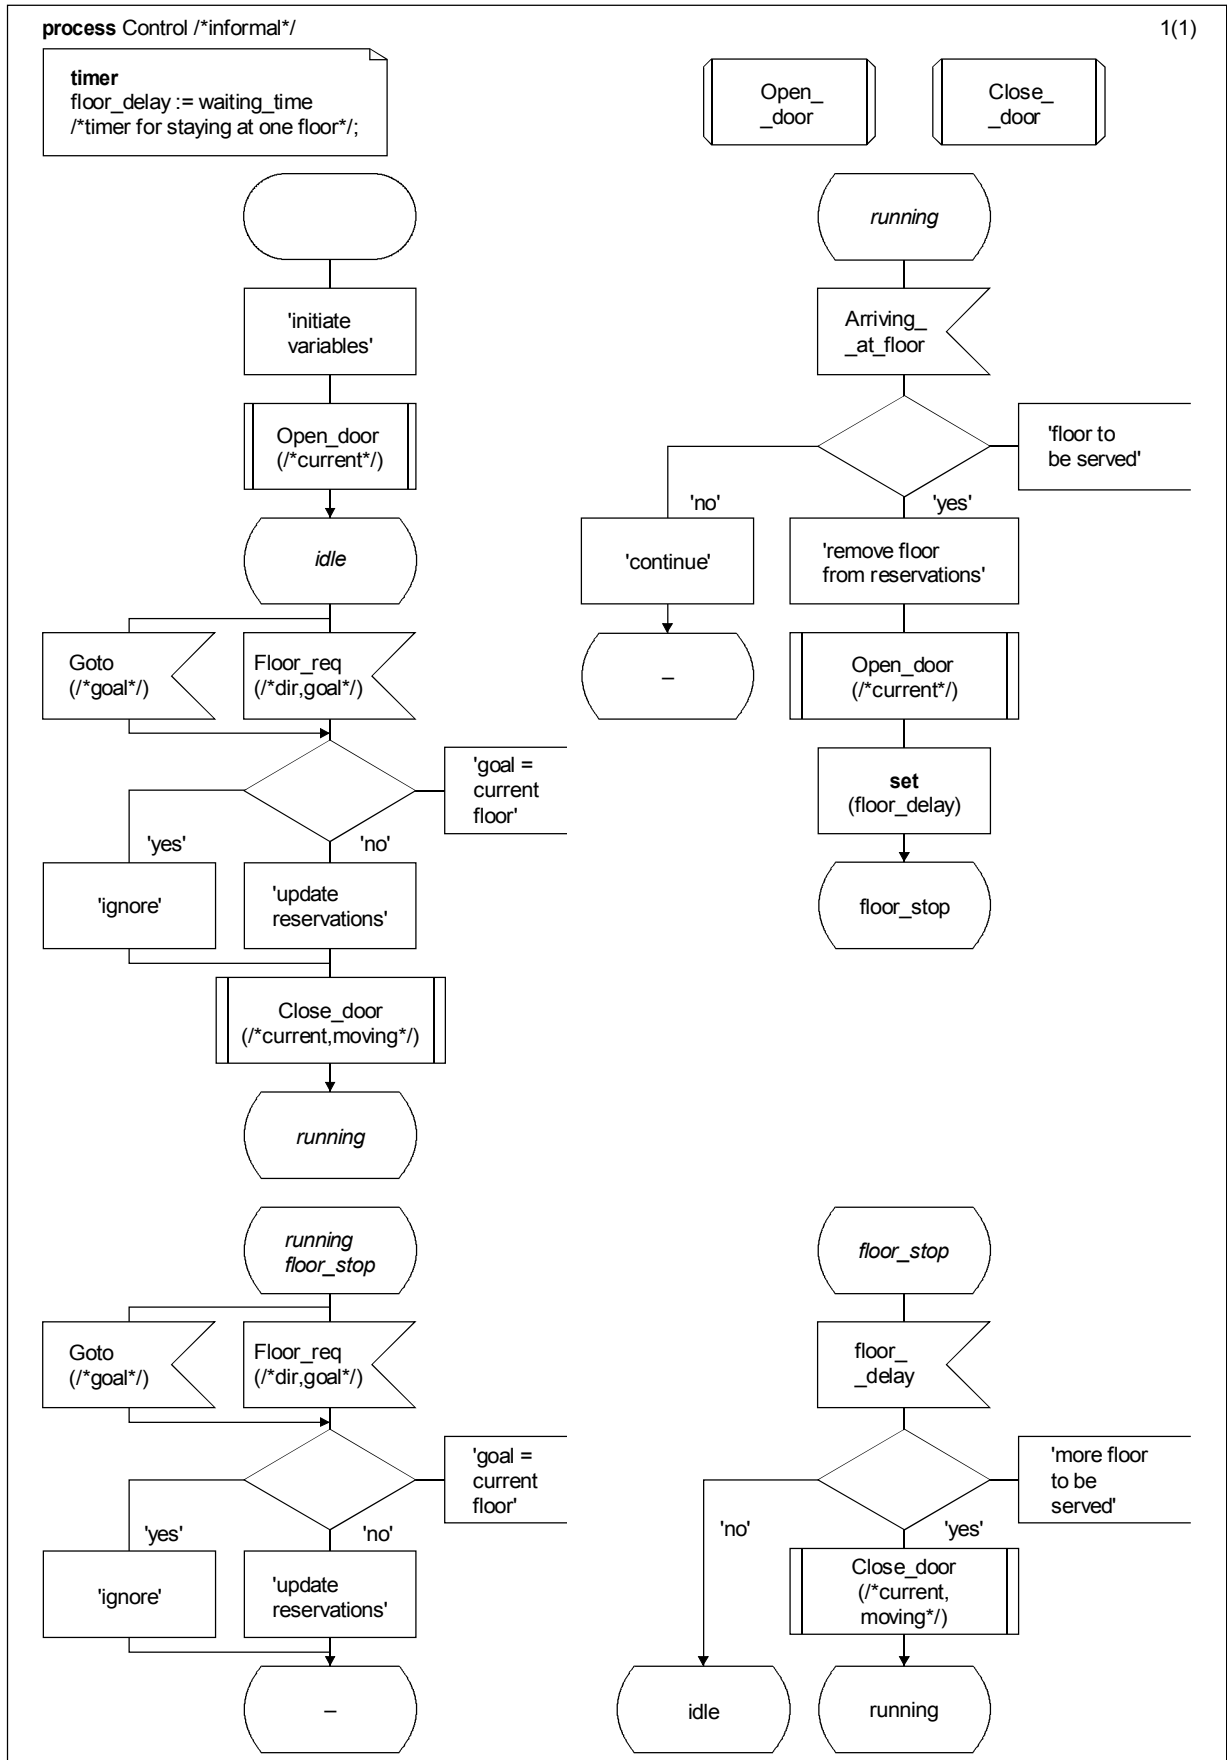 process Control /*informal*/
1(1)
timer
floor_delay := waiting_time
/*timer for staying at one floor*/;
Open_
_door
Close_
_door
'initiate
variables'
Open_door
(/*current*/)
idle
Goto
(/*goal*/)
Floor_req
(/*dir,goal*/)
'goal =
current
floor'
'yes'
'no'
'ignore'
'update
reservations'
Close_door
(/*current,moving*/)
running
running
Arriving_
_at_floor
'floor to
be served'
'no'
'yes'
'continue'
'remove floor
from reservations'
–
Open_door
(/*current*/)
set
(floor_delay)
floor_stop
running
floor_stop
Goto
(/*goal*/)
Floor_req
(/*dir,goal*/)
'goal =
current
floor'
'yes'
'no'
'ignore'
'update
reservations'
–
floor_stop
floor_
_delay
'more floor
to be
served'
'no'
'yes'
Close_door
(/*current,
moving*/)
idle
running